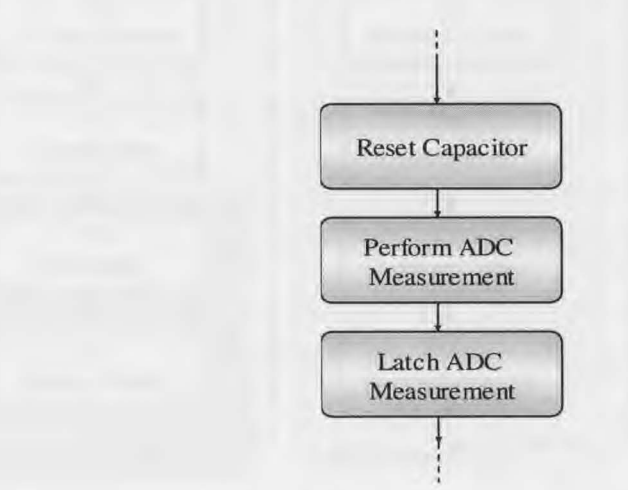 Reset Capacitor
Perform ADC
Measurement
Latch ADC
Measurement